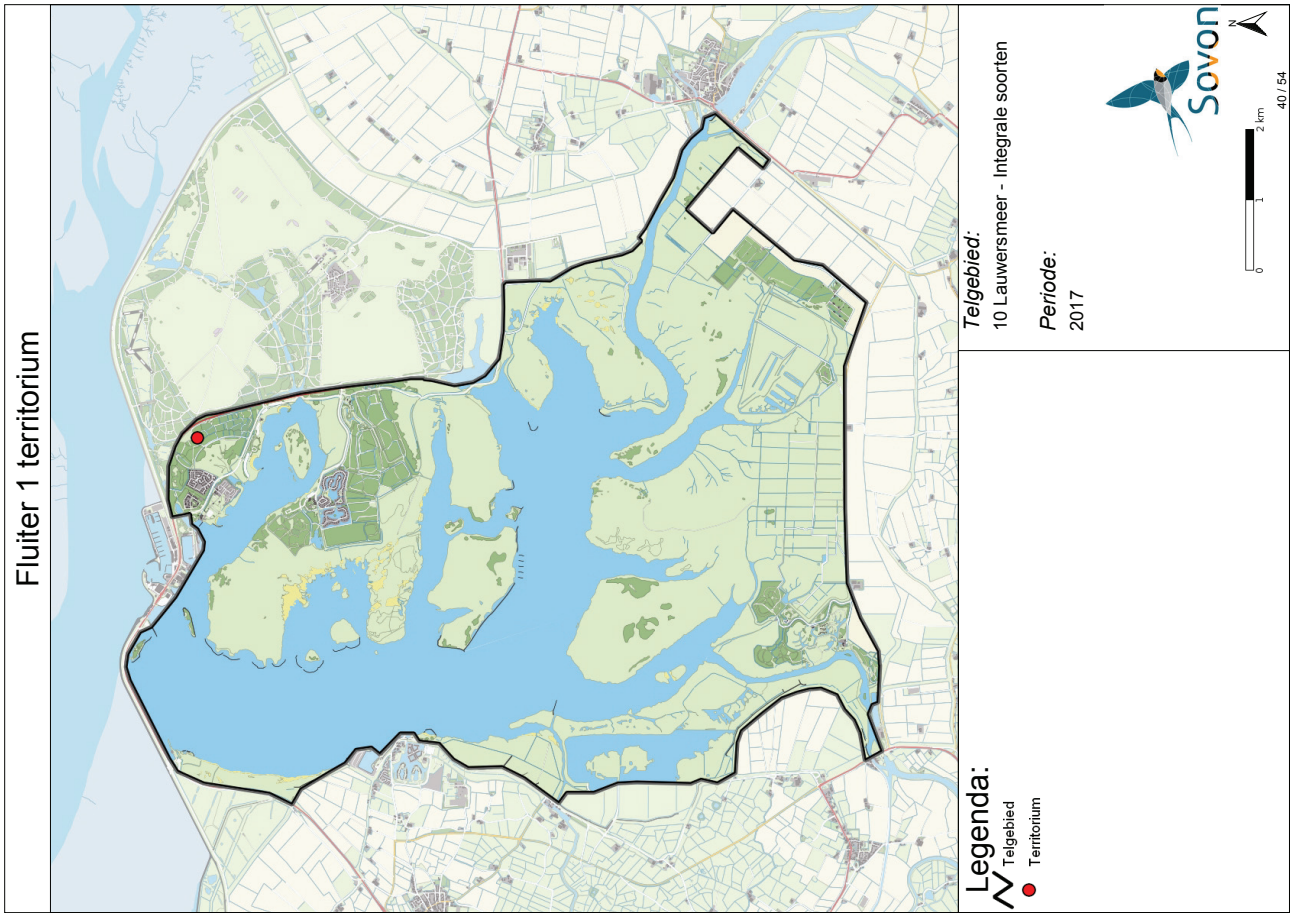 Fluiter 1 territorium
Legenda:
Telgebied
Territorium
Telgebied:
10 Lauwersmeer - Integrale soorten
Periode:
2017
Sovon
N
0 1 2 km
40 / 54